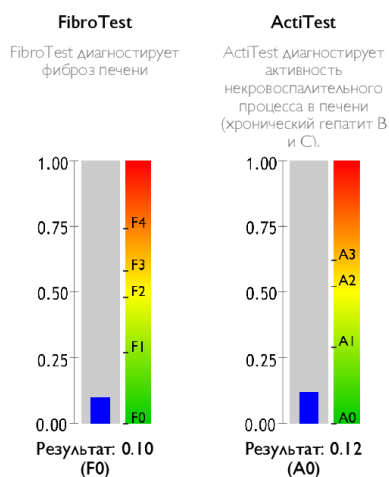 FibroTest
FibroTest диагностирует
фиброз печени
1.00
0.75
0.50
0.25
0.00
F4
F3
F2
F1
F0
Результат: 0.10
(F0)
ActiTest
ActiTest диагностирует
активность
некровоспалительного
процесса в печени
(хронический гепатит В
и С).
1.00
0.75
0.50
0.25
0.00
A3
A2
A1
A0
Результат: 0.12
(A0)